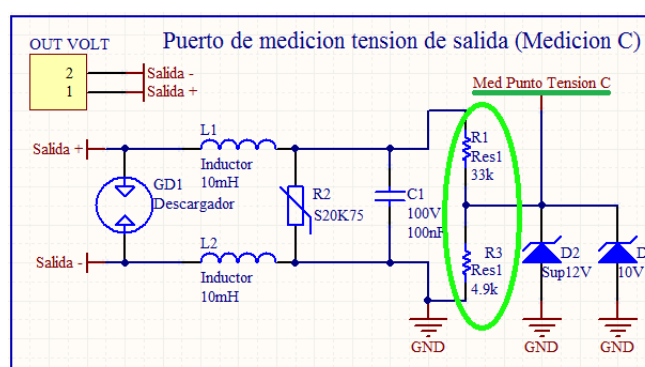 Puerto de medicion tension de salida (Medicion C)
OUT VOLT
2
1
Salida -
Salida +
Med Punto Tension C
Salida +
L1
Inductor
10mH
GD1
Descargador
R2
S20K75
C1
100V
100nF
R1
Res1
33k
R3
Res1
4.9k
D2
Sup12V
D
10V
Salida -
L2
Inductor
10mH
GND
GND
GND